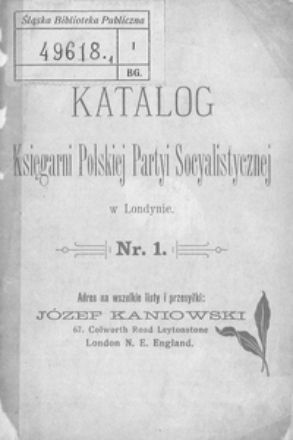 Śląska Biblioteka Publiczna
49618.1
I
BG.
KATALOG
Księgarni Polskiej Partyi Socyalistycznej
w Londynie.
Nr. 1.
Adres na wszelkie listy i przesyłki:
JÓZEF KANIOWSKI
67. Colworth Road Leytonstone
London N. E. England.